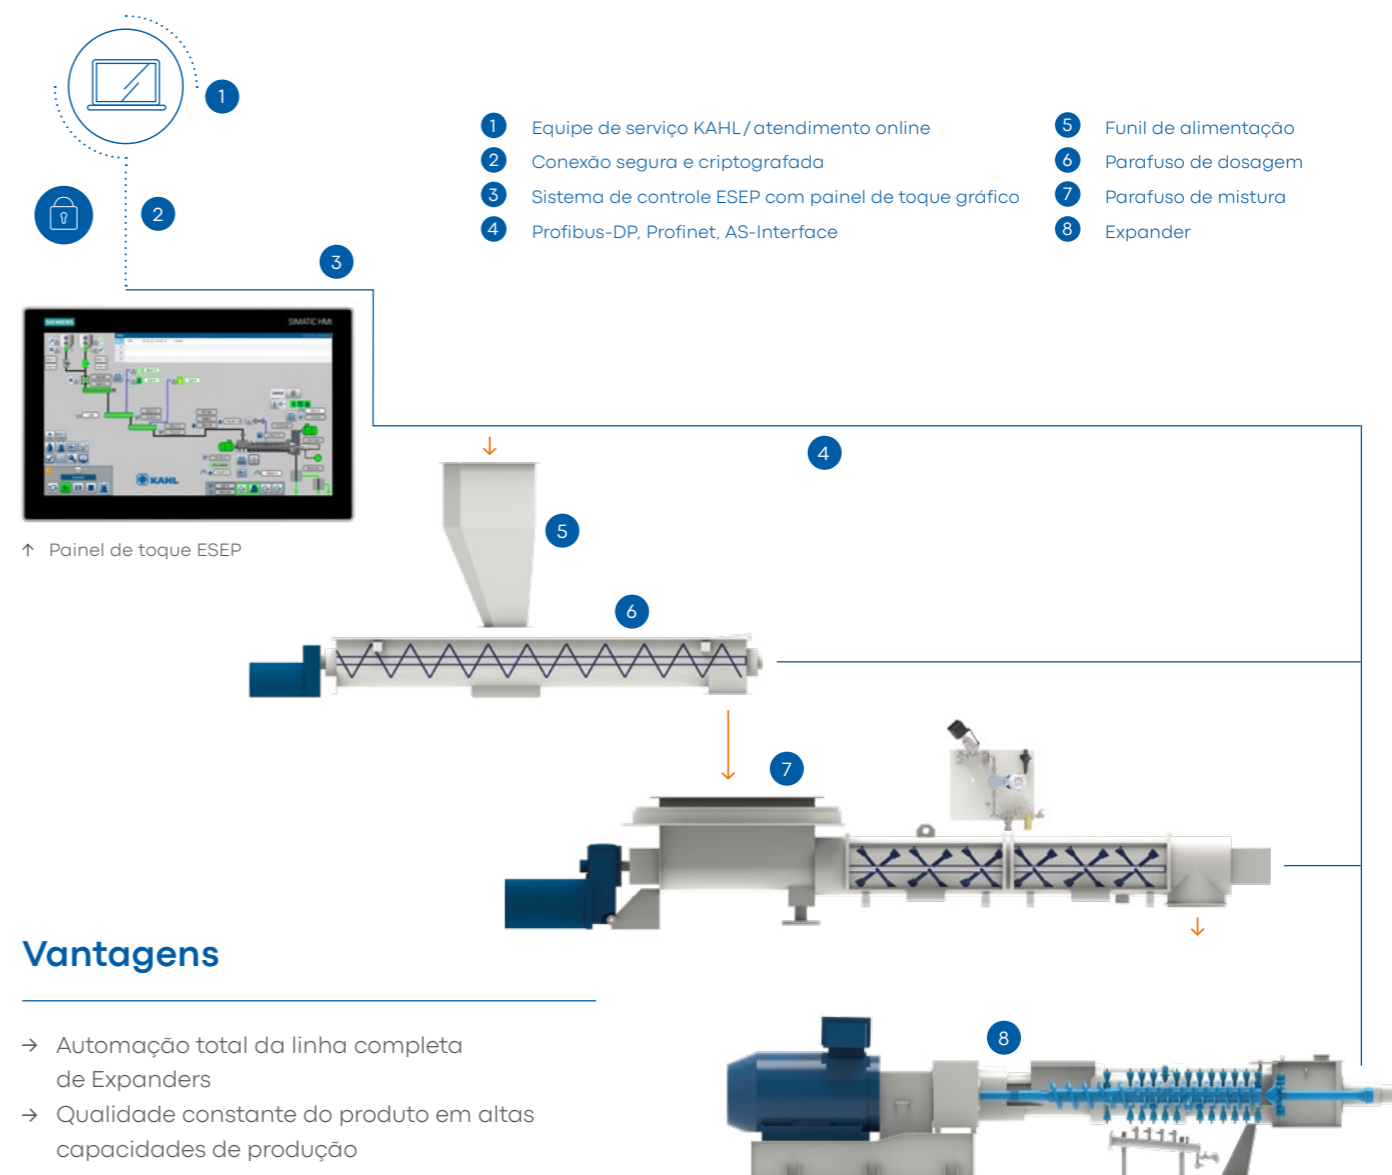 1
2
3
1 Equipe de serviço KAHL/atendimento online
2 Conexão segura e criptografada
3 Sistema de controle ESEP com painel de toque gráfico
4 Profibus-DP, Profinet, AS-Interface
5 Funil de alimentação
6 Parafuso de dosagem
7 Parafuso de mistura
8 Expander
SIEMENS
SIMATIC HMI
KAHL
↑ Painel de toque ESEP
4
5
6
7
8
Vantagens
→ Automação total da linha completa
de Expanders
→ Qualidade constante do produto em altas
capacidades de produção